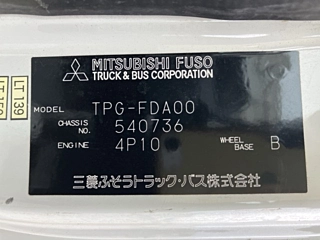 MITSUBISHI FUSO
TRUCK & BUS CORPORATION
MODEL TPG-FDA00
CHASSIS NO. 540736
ENGINE 4P10 WHEEL BASE B
三菱ふそうトラック・バス株式会社
LT139